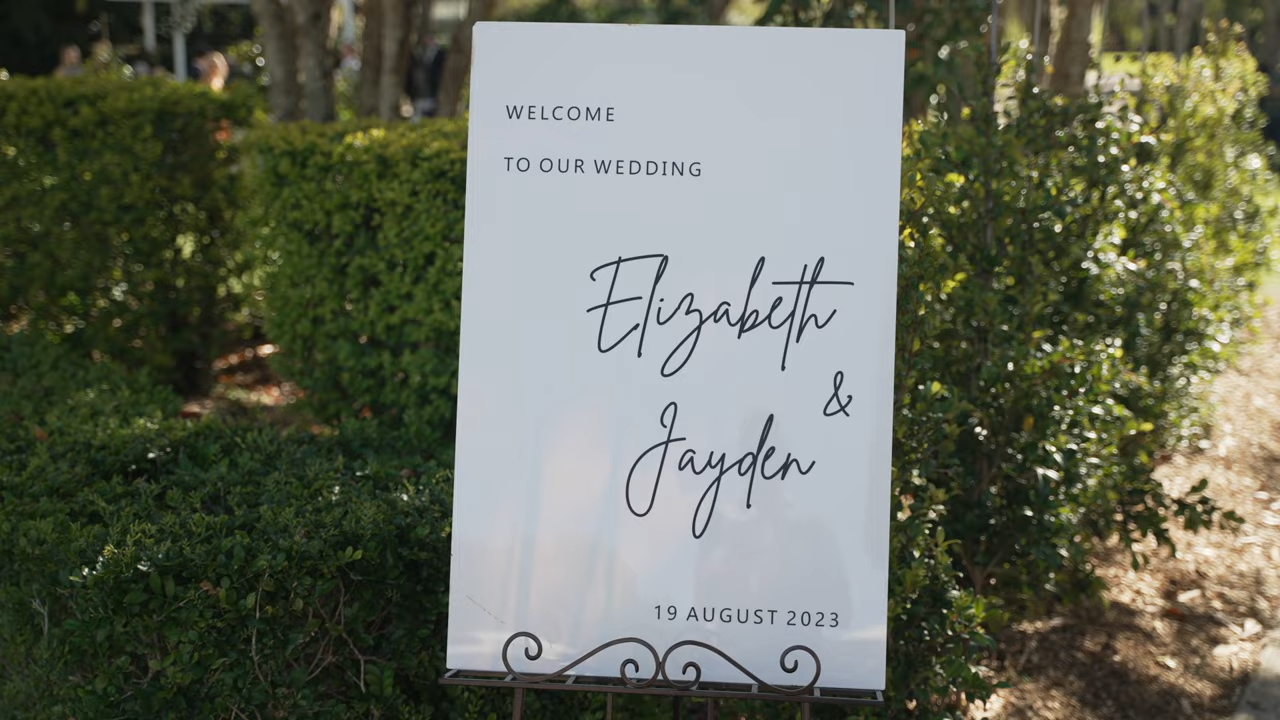 WELCOME
TO OUR WEDDING
Elizabeth
&
Jayden
19 AUGUST 2023